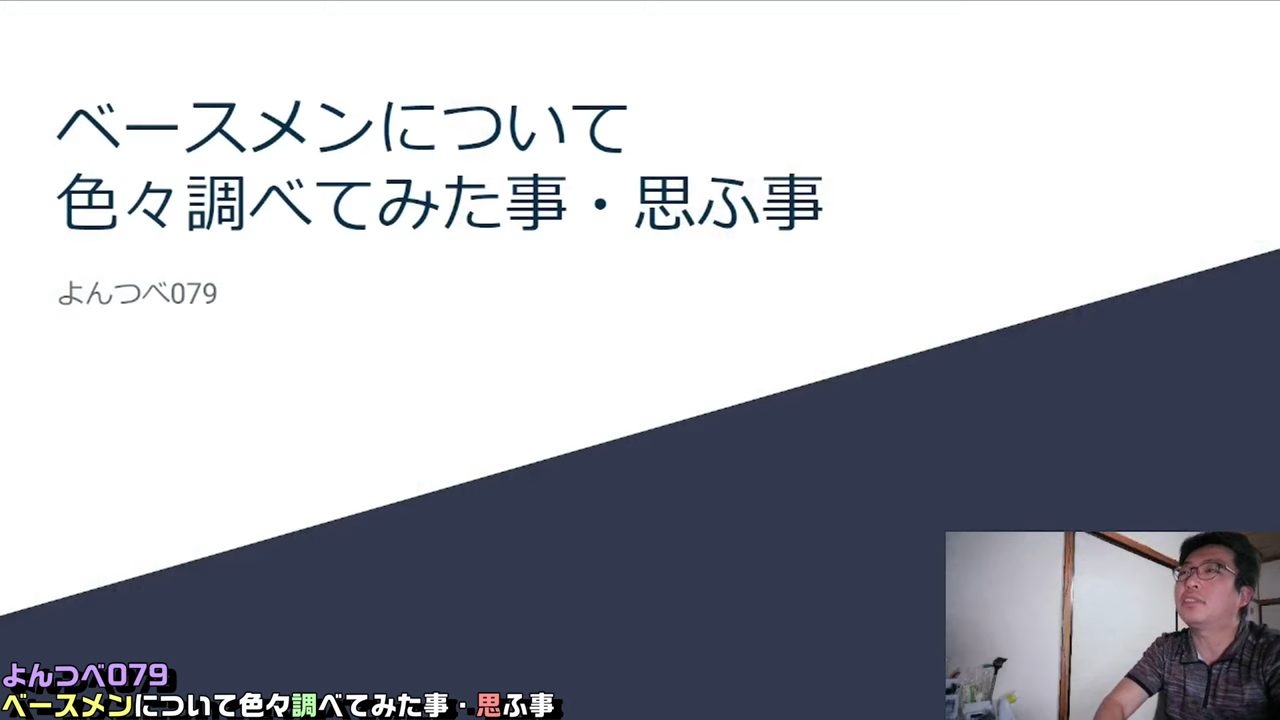 ベースメンについて
色々調べてみた事・思ふ事
よんつべ079
よんつべ079
ベースメンについて色々調べてみた事・思ふ事